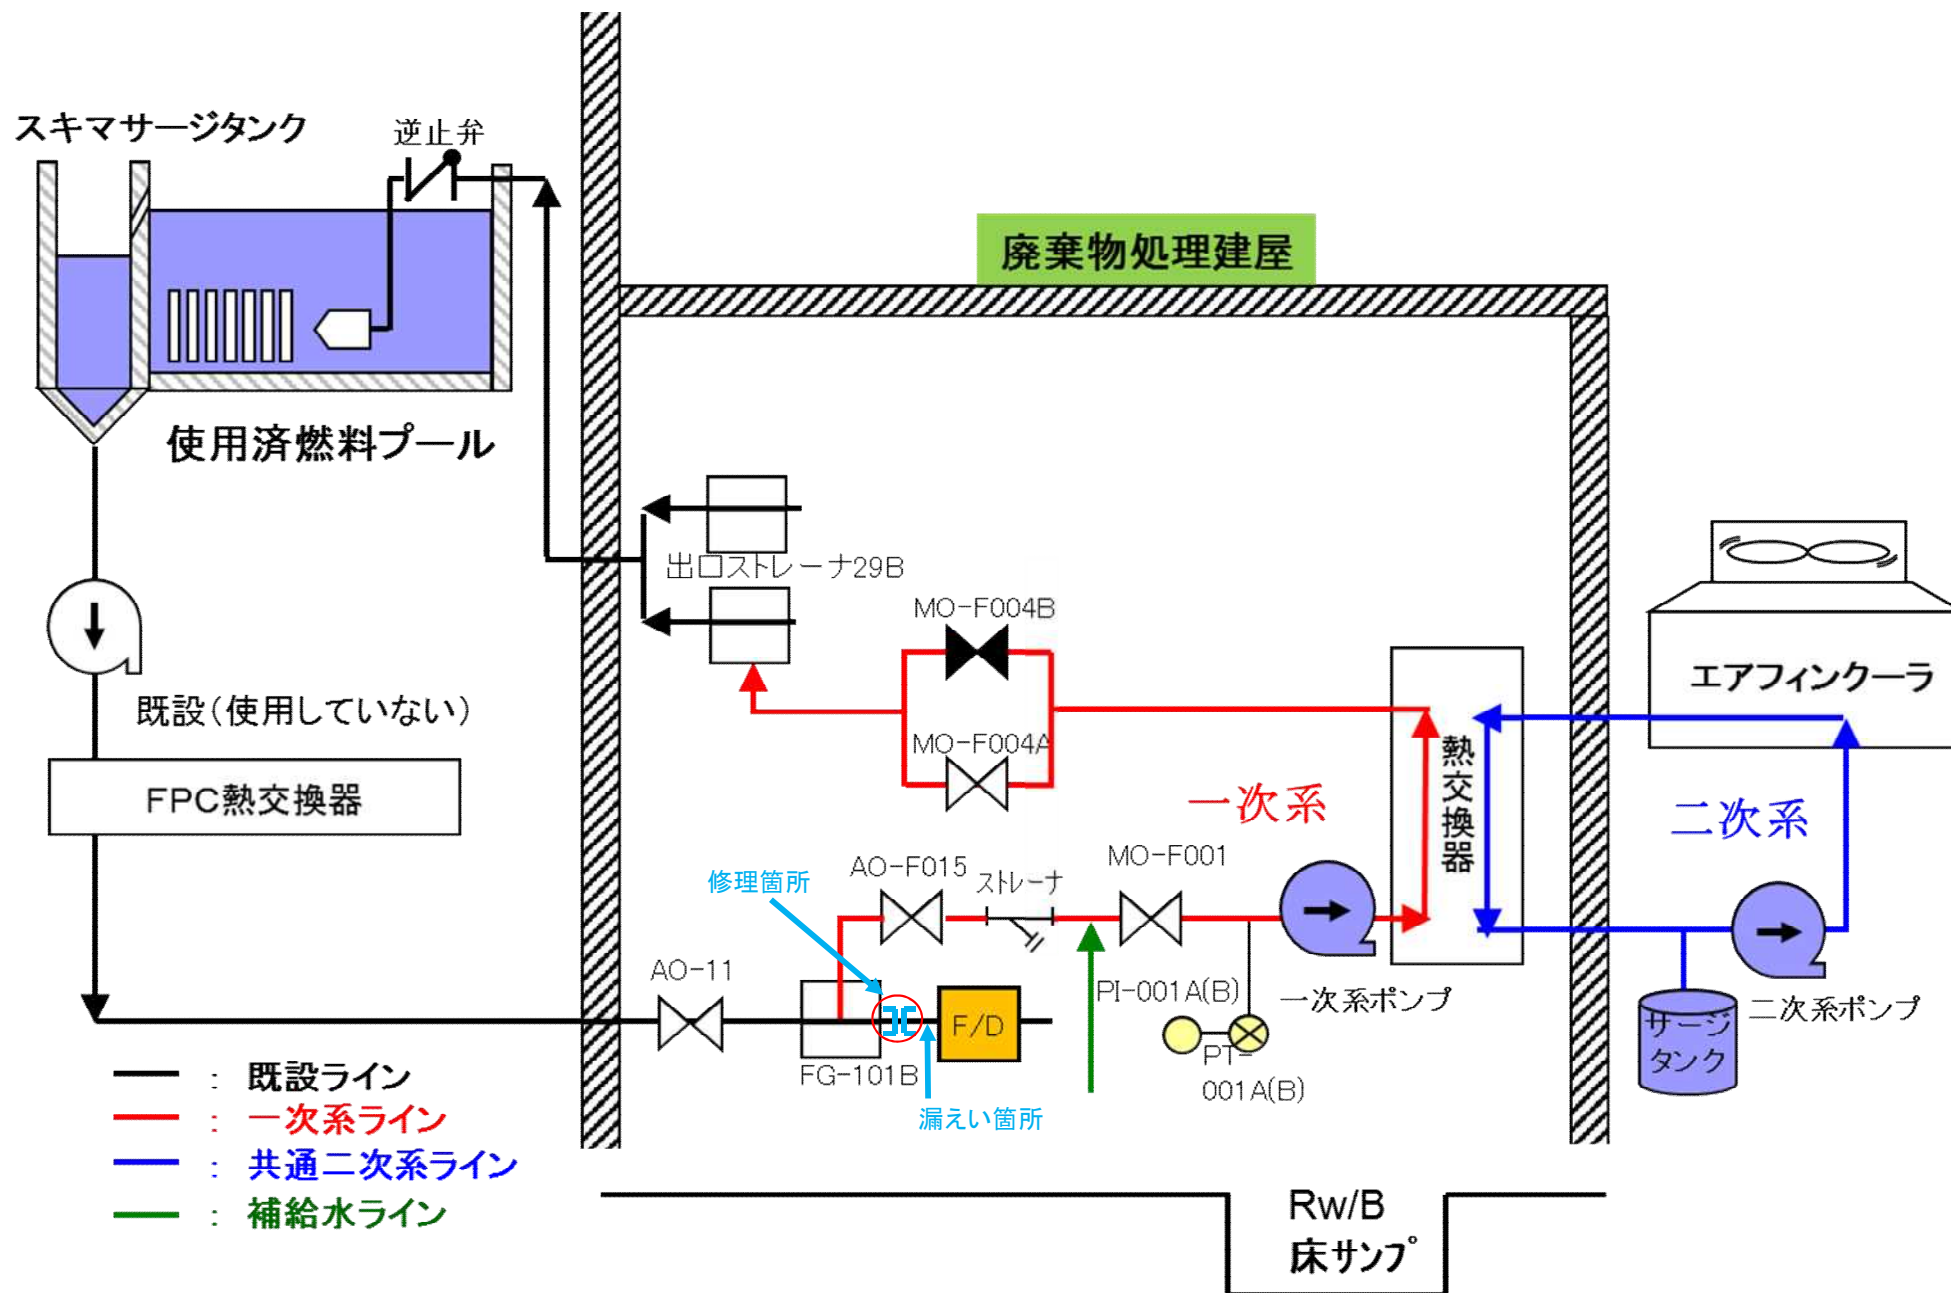 スキマサージタンク
逆止弁
廃棄物処理建屋
使用済燃料プール
出口ストレーナ29B
MO-F004B
エアフィンクーラ
既設(使用していない)
MO-F004A
熱交換器
FPC熱交換器
一次系
二次系
MO-F001
AO-F015
ストレーナ
修理箇所
AO-11
PI-001A(B)
一次系ポンプ
二次系ポンプ
F/D
サージ
タンク
PT-
001A(B)
FG-101B
漏えい箇所
: 既設ライン
: 一次系ライン
: 共通二次系ライン
: 補給水ライン
Rw/B
床サンプ